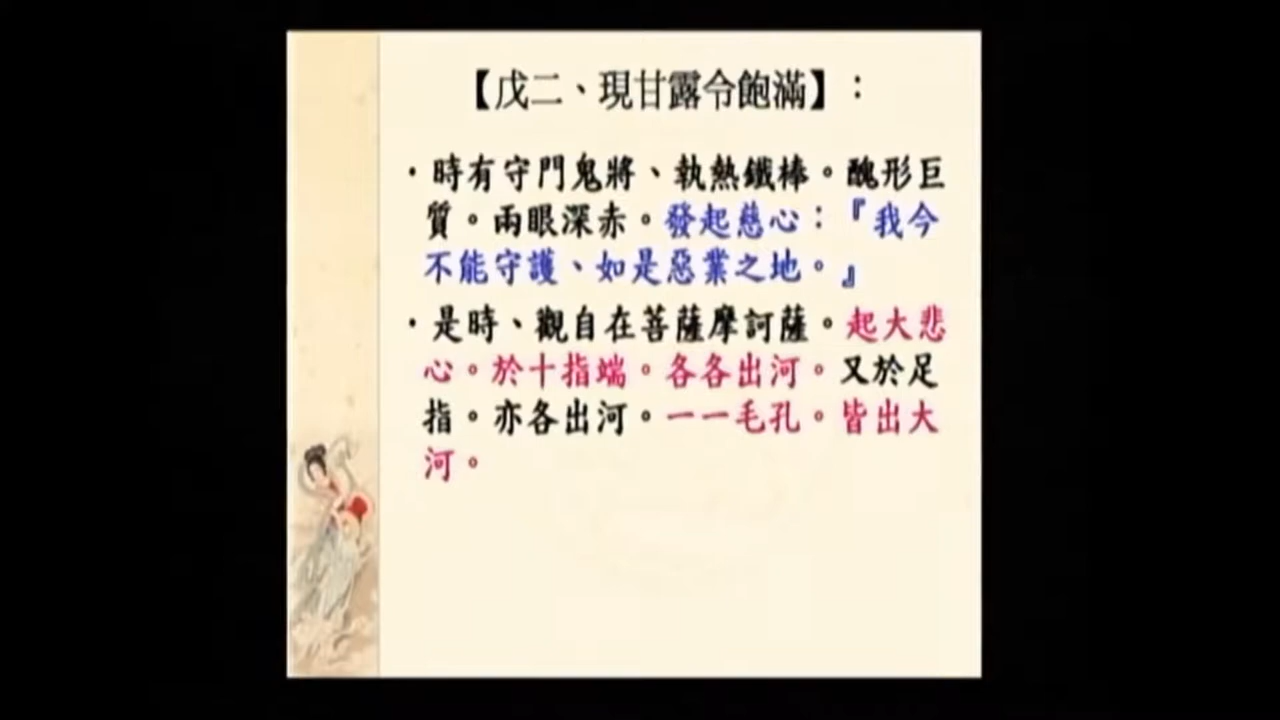 【戊二、現甘露令飽滿】：
·時有守門鬼將、執熱鐵棒。醜形巨
質。兩眼深赤。發起慈心：『我今
不能守護、如是惡業之地。』
·是時、觀自在菩薩摩訶薩。起大悲
心。於十指端。各各出河。又於足
指。亦各出河。一一毛孔。皆出大
河。